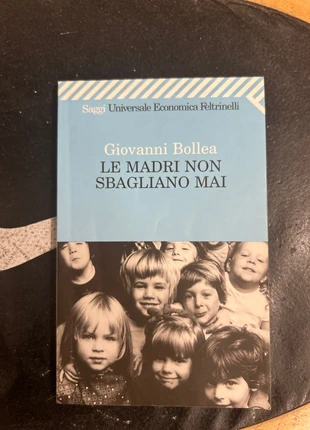 Saggi Universale Economica Feltrinelli
Giovanni Bollea
LE MADRI NON
SBAGLIANO MAI